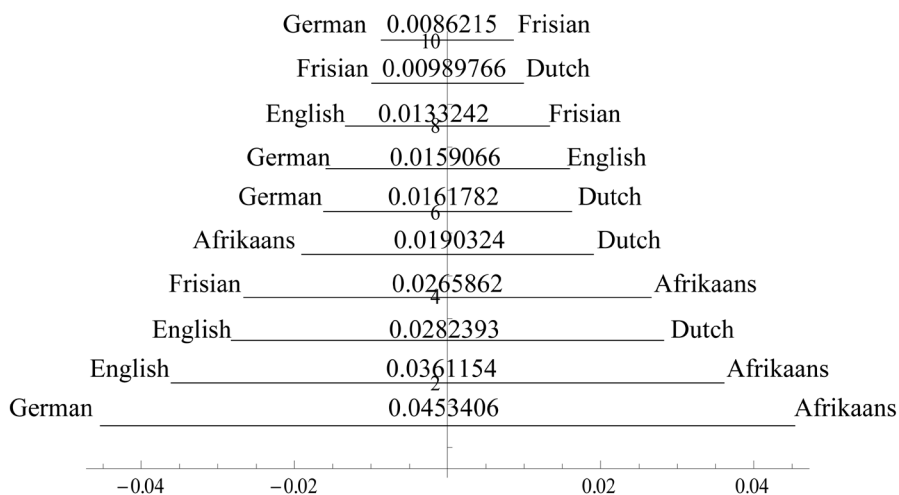 German 0.0086215 Frisian
10
Frisian 0.00989766 Dutch
English 0.0133242 Frisian
8
German 0.0159066 English
German 0.0161782 Dutch
6
Afrikaans 0.0190324 Dutch
Frisian 0.0265862 Afrikaans
4
English 0.0282393 Dutch
English 0.0361154 Afrikaans
2
German 0.0453406 Afrikaans
−0.04 −0.02 0.02 0.04